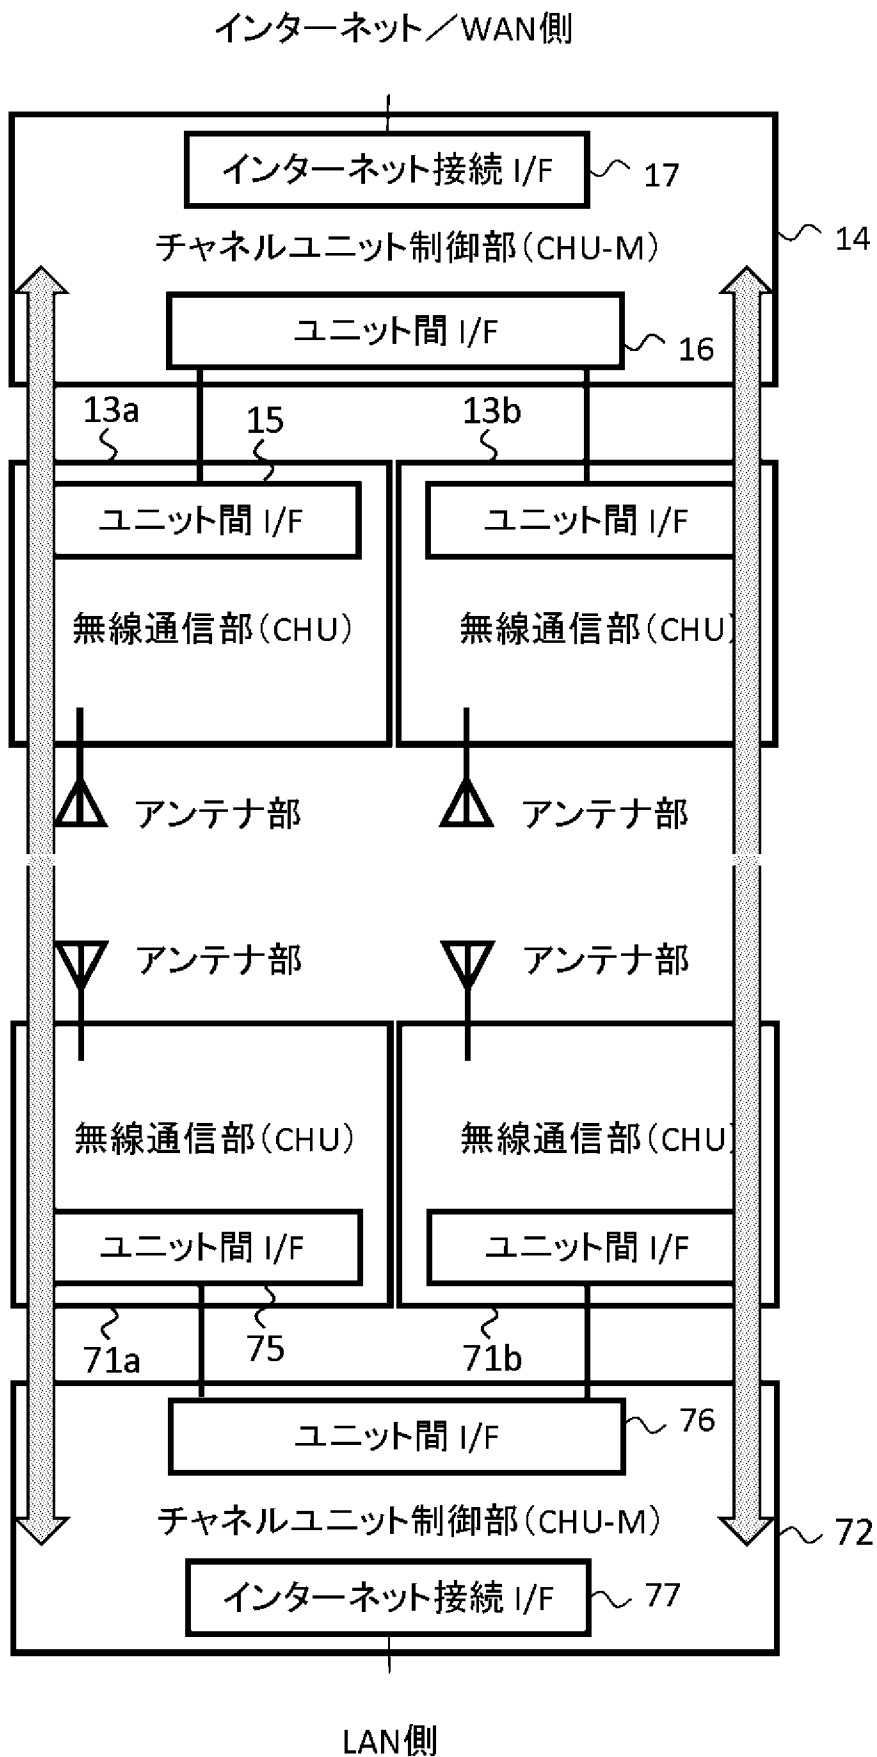 インターネット／WAN側
インターネット接続 I/F
17
チャネルユニット制御部（CHU-M）
14
ユニット間 I/F
16
13a
15
13b
ユニット間 I/F
ユニット間 I/F
無線通信部（CHU）
無線通信部（CHU）
アンテナ部
アンテナ部
アンテナ部
アンテナ部
無線通信部（CHU）
無線通信部（CHU）
ユニット間 I/F
ユニット間 I/F
71a
75
71b
ユニット間 I/F
76
チャネルユニット制御部（CHU-M）
72
インターネット接続 I/F
77
LAN側